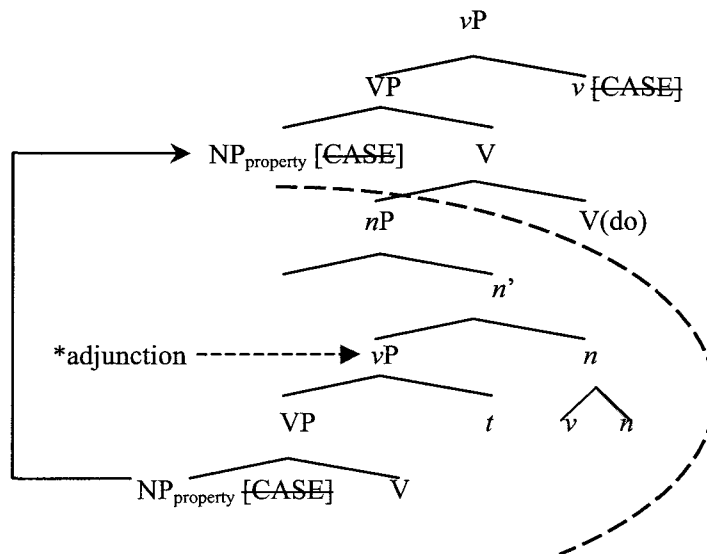 vP
VP v [CASE]
NPproperty [CASE] V
nP V(do)
n’
*adjunction vP n
VP t v n
NPproperty [CASE] V